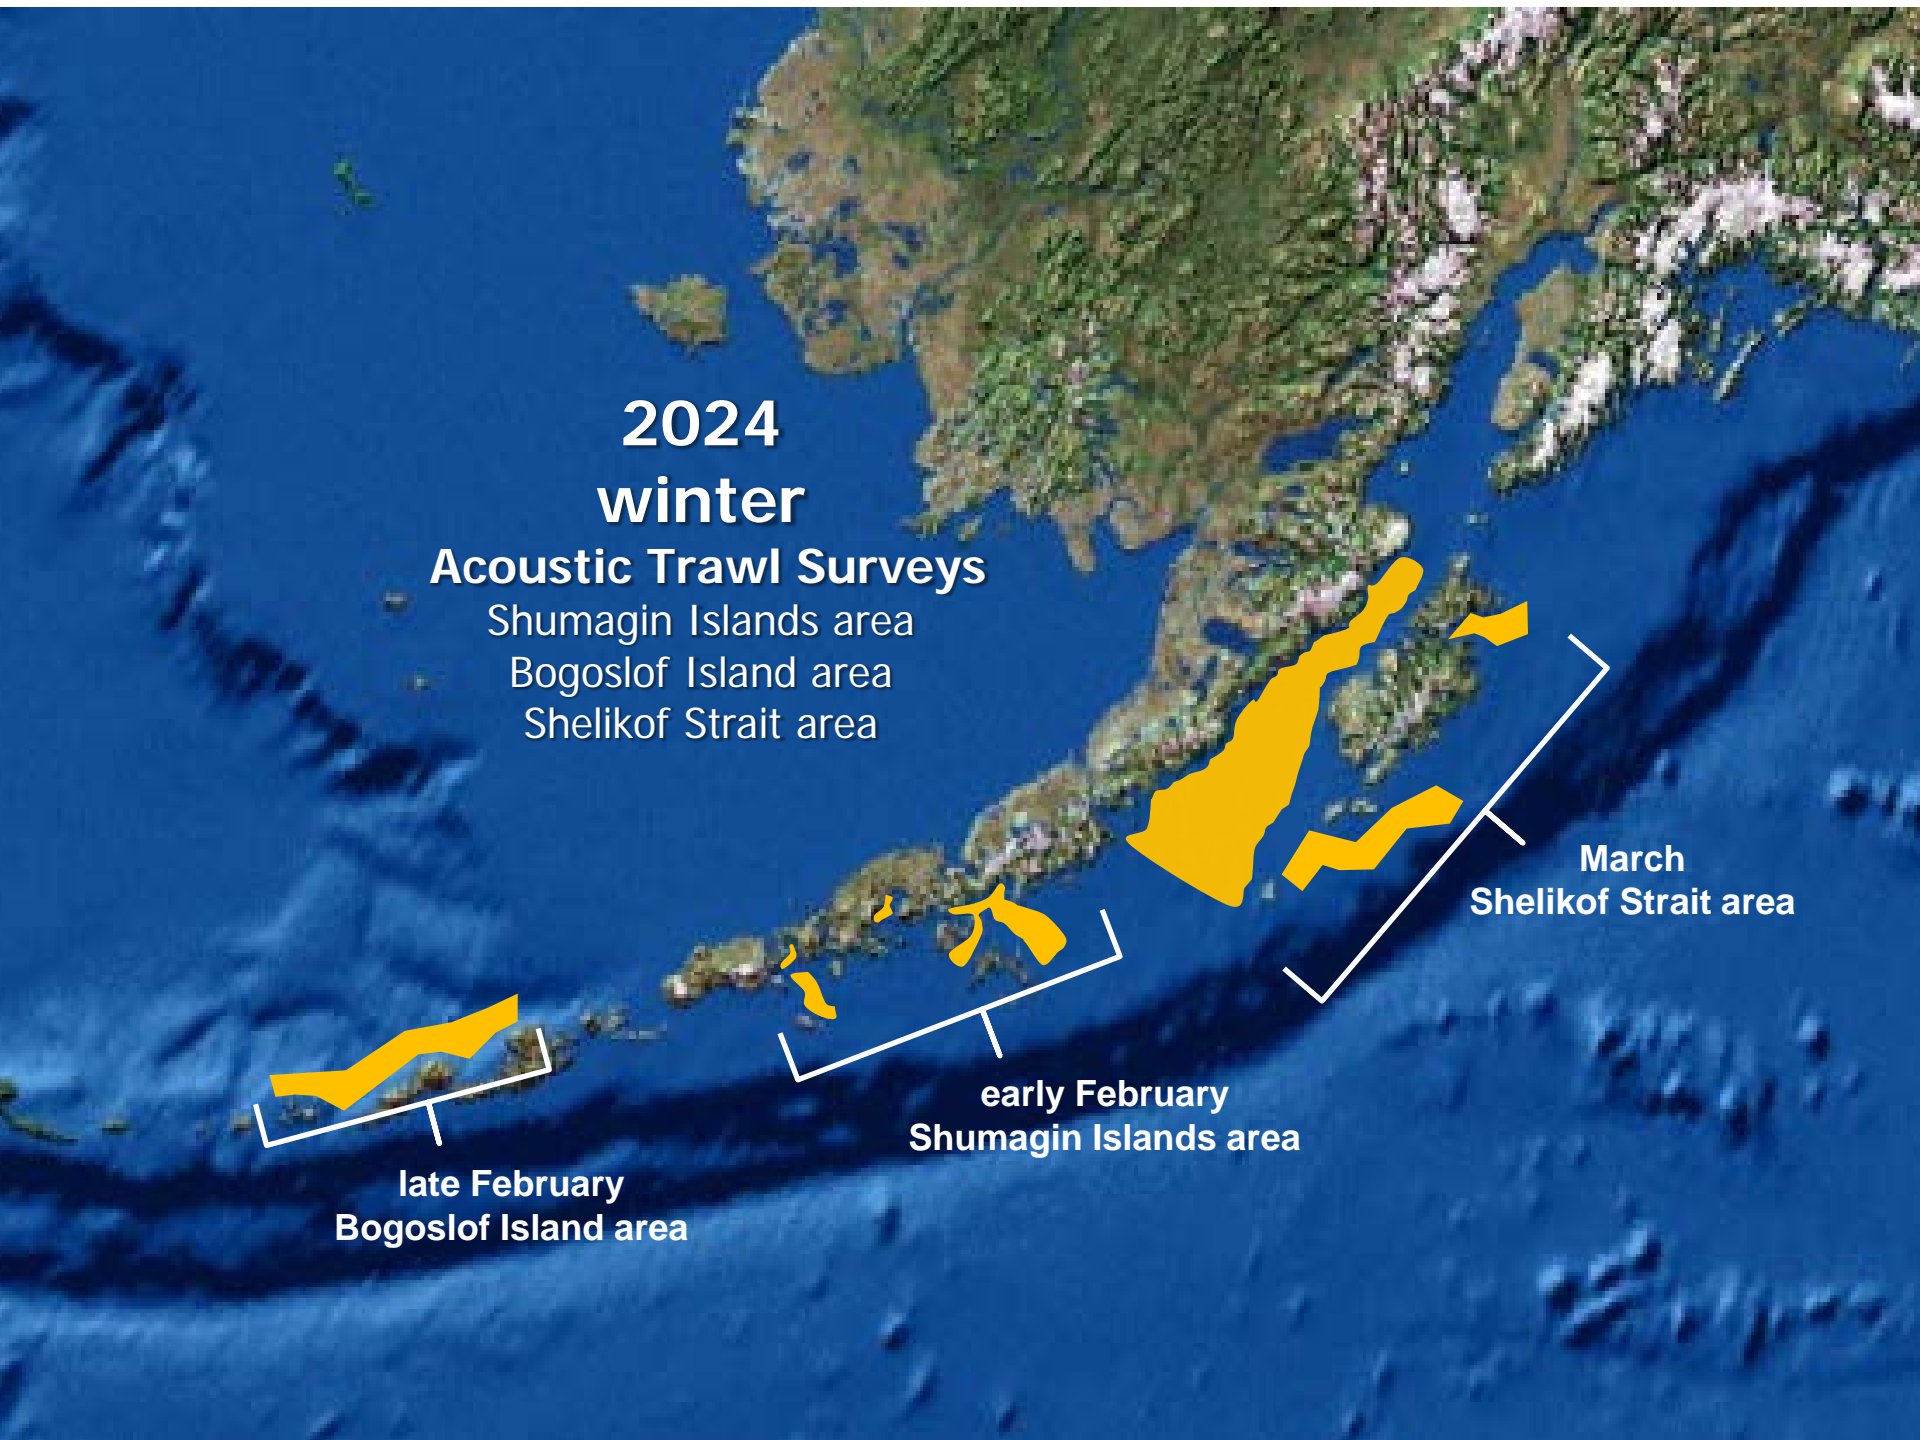 2024
winter
Acoustic Trawl Surveys
Shumagin Islands area
Bogoslof Island area
Shelikof Strait area
March
Shelikof Strait area
early February
Shumagin Islands area
late February
Bogoslof Island area